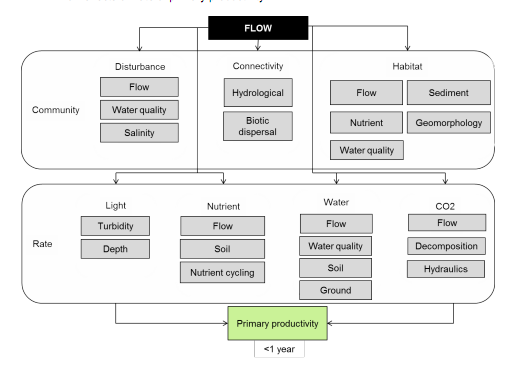 FLOW
Disturbance
Connectivity
Habitat
Community
Flow
Water quality
Salinity
Hydrological
Biotic
dispersal
Flow
Sediment
Nutrient
Geomorphology
Water quality
Light
Nutrient
Water
CO2
Rate
Turbidity
Depth
Flow
Soil
Nutrient cycling
Flow
Water quality
Soil
Ground
Flow
Decomposition
Hydraulics
Primary productivity
<1 year